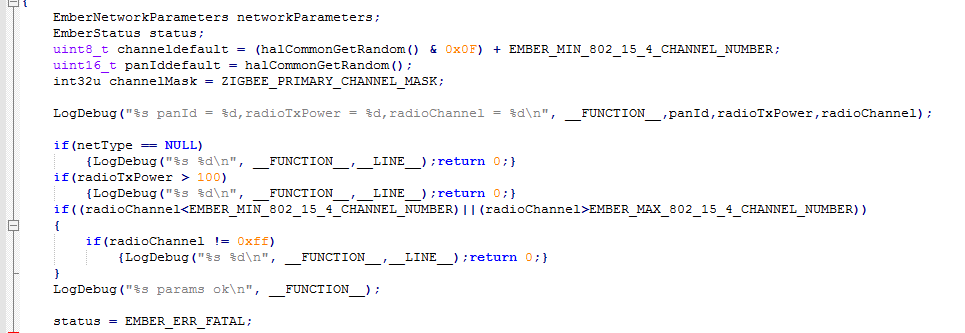 {
EmberNetworkParameters networkParameters;
EmberStatus status;
uint8_t channeldefault = (halCommonGetRandom() & 0x0F) + EMBER_MIN_802_15_4_CHANNEL_NUMBER;
uint16_t panIddefault = halCommonGetRandom();
int32u channelMask = ZIGBEE_PRIMARY_CHANNEL_MASK;
LogDebug("%s panId = %d,radioTxPower = %d,radioChannel = %d\n", __FUNCTION__,panId,radioTxPower,radioChannel);
if(netType == NULL)
{LogDebug("%s %d\n", __FUNCTION__,__LINE__);return 0;}
if(radioTxPower > 100)
{LogDebug("%s %d\n", __FUNCTION__,__LINE__);return 0;}
if((radioChannel<EMBER_MIN_802_15_4_CHANNEL_NUMBER)||(radioChannel>EMBER_MAX_802_15_4_CHANNEL_NUMBER))
{
if(radioChannel != 0xff)
{LogDebug("%s %d\n", __FUNCTION__,__LINE__);return 0;}
}
LogDebug("%s params ok\n", __FUNCTION__);
status = EMBER_ERR_FATAL;